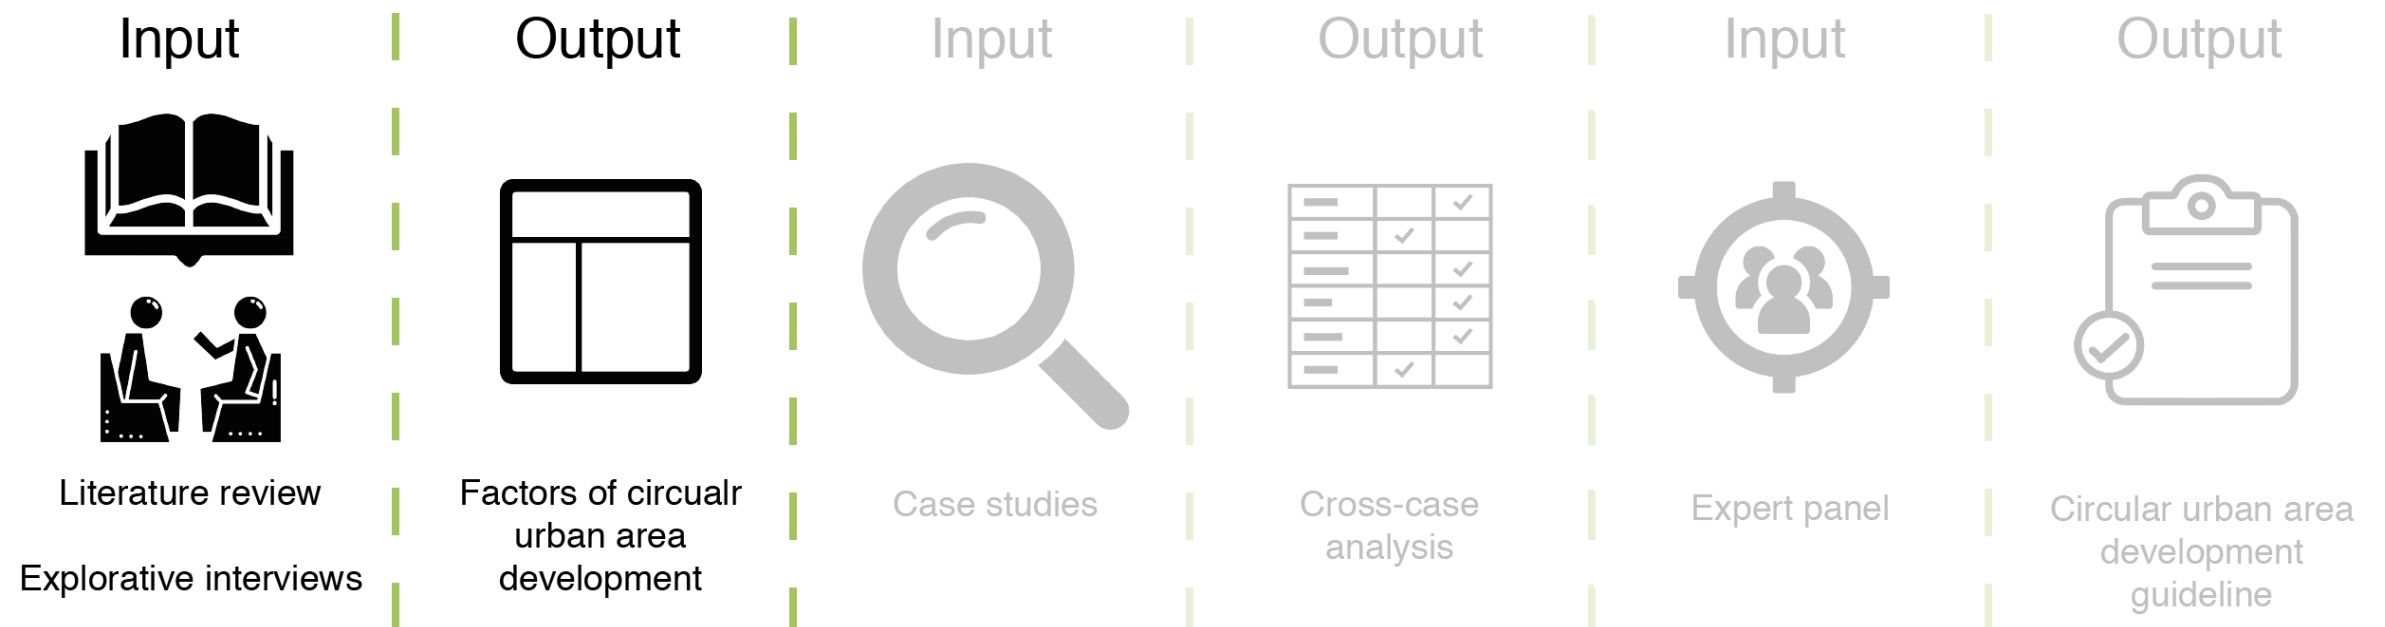 Input
Output
Input
Output
Input
Output
Literature review
Explorative interviews
Factors of circualr
urban area
development
Case studies
Cross-case
analysis
Expert panel
Circular urban area
development
guideline